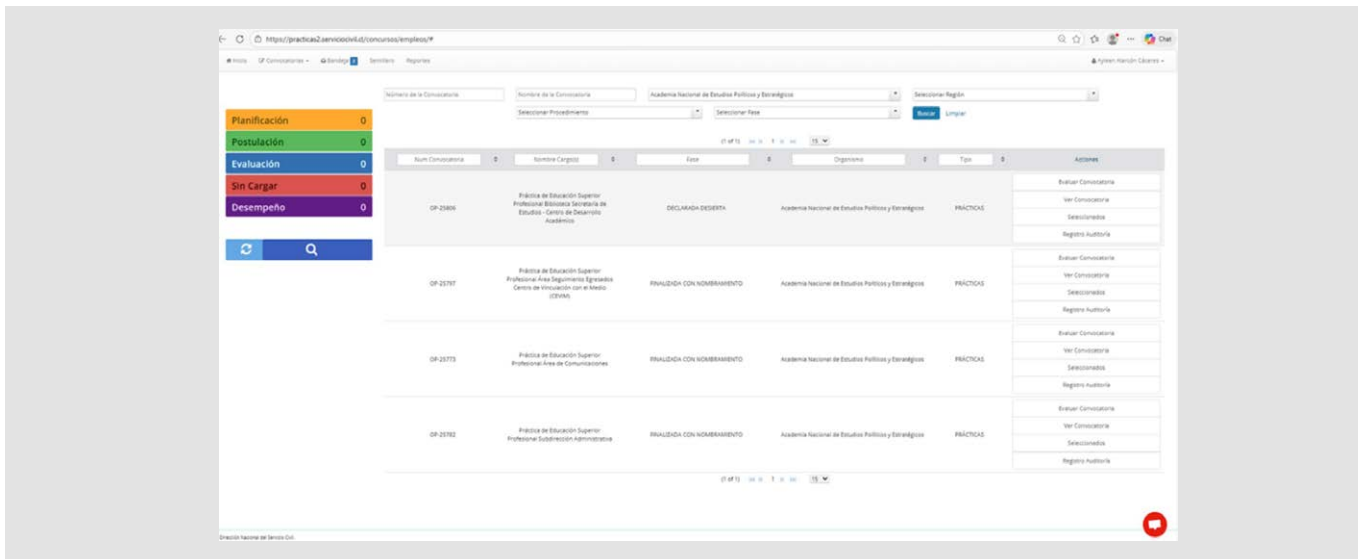 https://practicas2.serviciocivil.cl/concursos/empleos/#
Chat
Inicio Convocatorias Bandeja Semillero Reportes
Número de la Convocatoria Nombre de la Convocatoria Academia Nacional de Estudios Políticos y Estratégicos Seleccionar Región
Seleccionar Procedimiento Seleccionar Fase Buscar Limpiar
Planificación 0
Postulación 0
Evaluación 0
Sin Cargar 0
Desempeño 0
(1 of 1) 1 15
Num Convocatoria Nombre Cargo(s) Fase Organismo Tipo Acciones
OP-25806
Práctica de Educación Superior
Profesional Biblioteca Secretaría de
Estudios - Centro de Desarrollo
Académico
DECLARADA DESIERTA
Academia Nacional de Estudios Políticos y Estratégicos
PRÁCTICAS
Evaluar Convocatoria
Ver Convocatoria
Seleccionados
Registro Auditoría
OP-25797
Práctica de Educación Superior
Profesional Área Seguimiento Egresados
Centro de Vinculación con el Medio
(CEVIM)
FINALIZADA CON NOMBRAMIENTO
Academia Nacional de Estudios Políticos y Estratégicos
PRÁCTICAS
Evaluar Convocatoria
Ver Convocatoria
Seleccionados
Registro Auditoría
OP-25773
Práctica de Educación Superior
Profesional Área de Comunicaciones
FINALIZADA CON NOMBRAMIENTO
Academia Nacional de Estudios Políticos y Estratégicos
PRÁCTICAS
Evaluar Convocatoria
Ver Convocatoria
Seleccionados
Registro Auditoría
Práctica de Educación Superior
Profesional Subdirección Administrativa
FINALIZADA CON NOMBRAMIENTO
Academia Nacional de Estudios Políticos y Estratégicos
PRÁCTICAS
Evaluar Convocatoria
Ver Convocatoria
Seleccionados
Registro Auditoría
(1 of 1) 1 15
Dirección Nacional del Servicio Civil